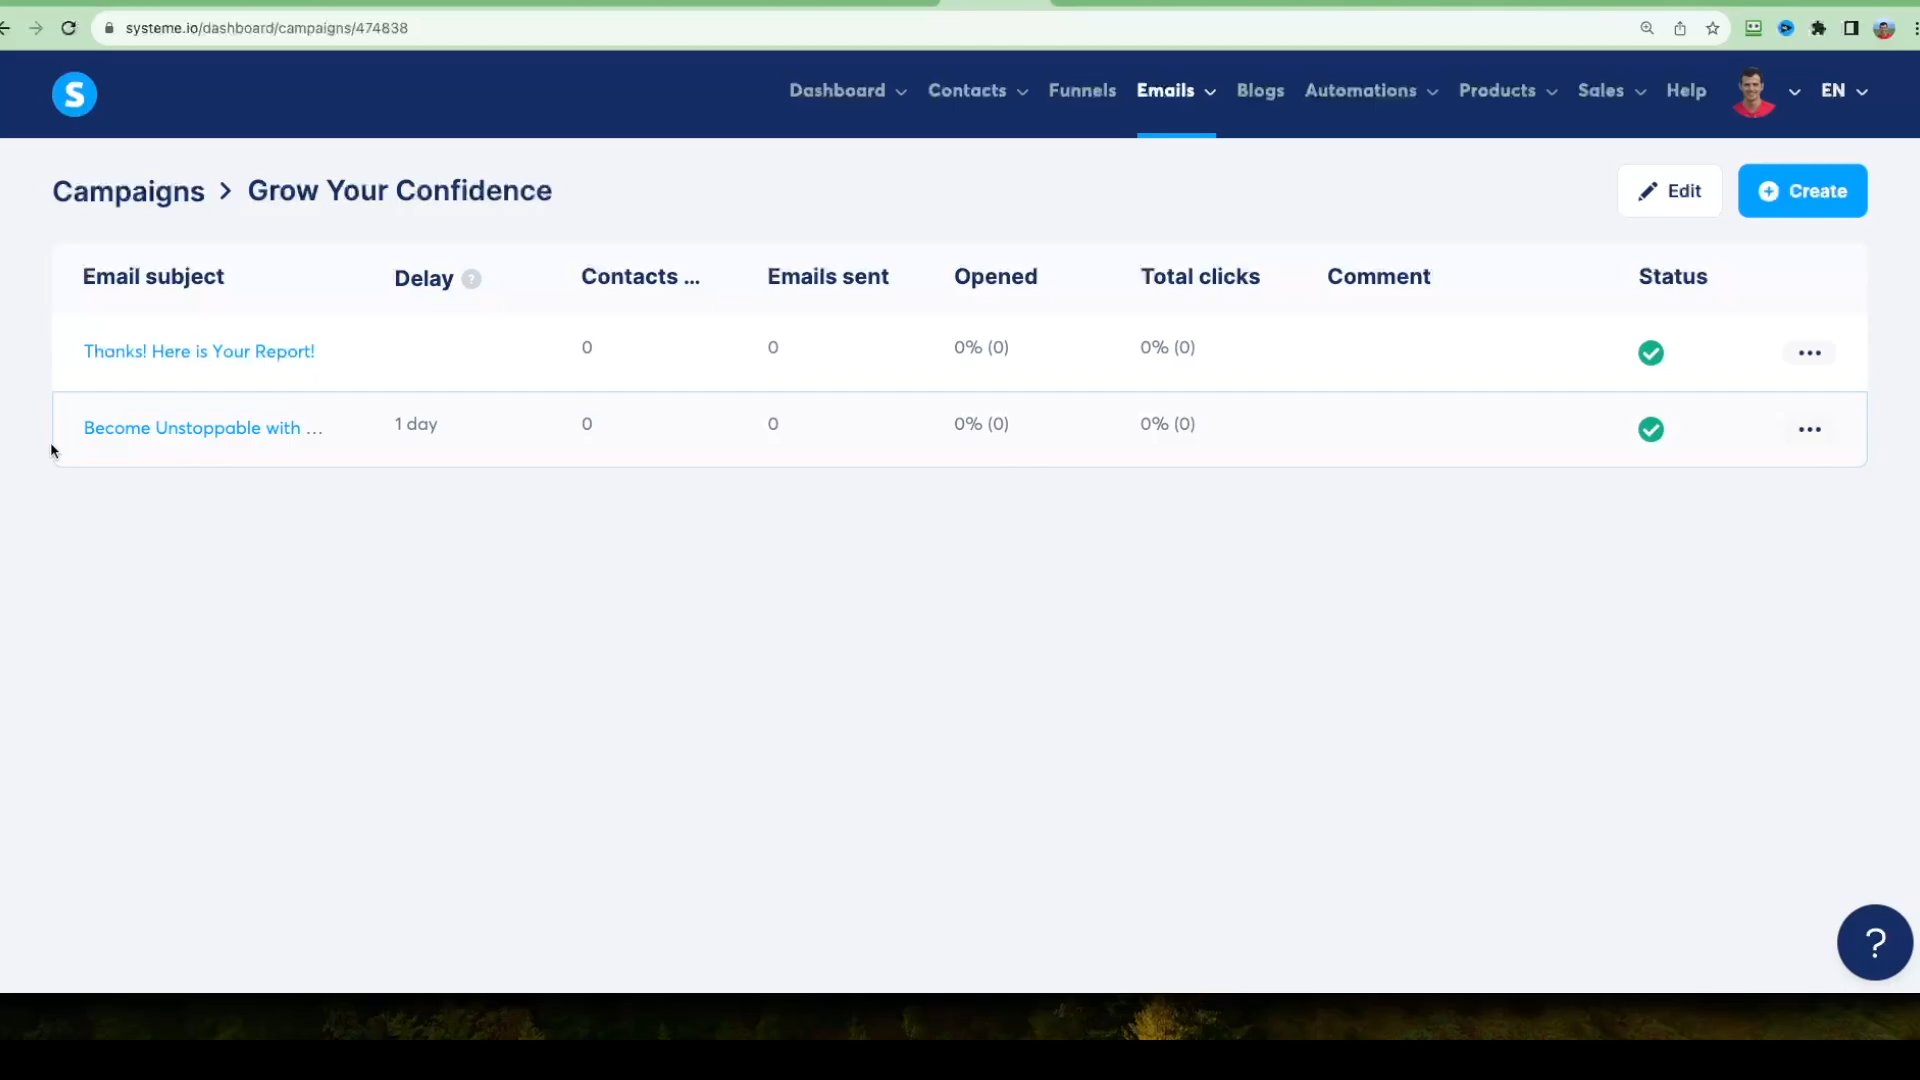 systeme.io/dashboard/campaigns/474838
S Dashboard Contacts Funnels Emails Blogs Automations Products Sales Help EN
Campaigns > Grow Your Confidence Edit Create
Email subject Delay ? Contacts ... Emails sent Opened Total clicks Comment Status
Thanks! Here is Your Report! 0 0 0% (0) 0% (0)
Become Unstoppable with ... 1 day 0 0 0% (0) 0% (0)
?